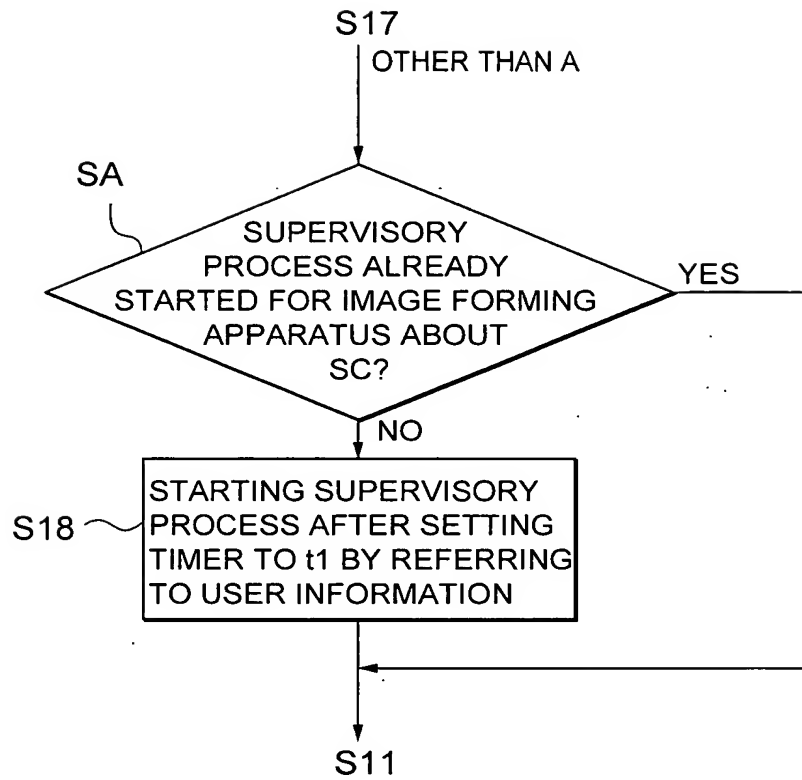 S17
OTHER THAN A
SA
SUPERVISORY
PROCESS ALREADY
STARTED FOR IMAGE FORMING
APPARATUS ABOUT
SC?
YES
NO
S18
STARTING SUPERVISORY
PROCESS AFTER SETTING
TIMER TO t1 BY REFERRING
TO USER INFORMATION
S11